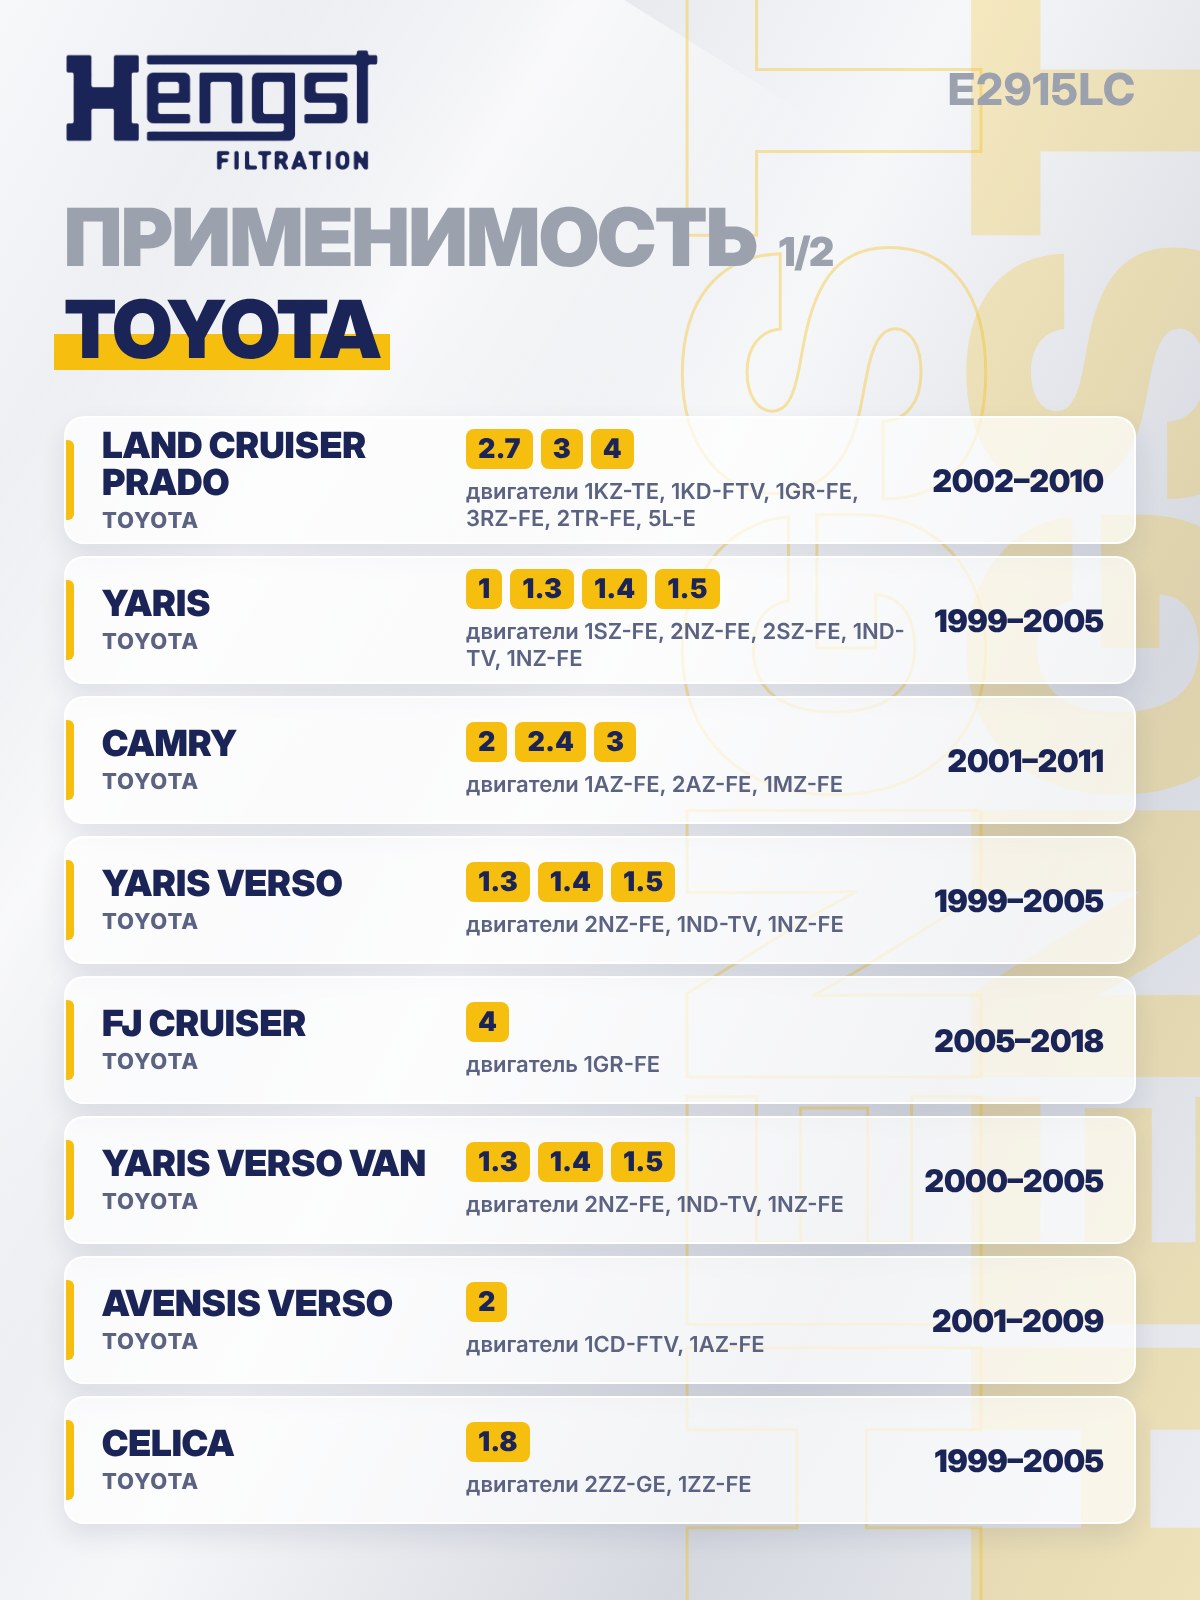 Hengst
FILTRATION
E2915LC
ПРИМЕНИМОСТЬ 1/2
TOYOTA
LAND CRUISER
PRADO
TOYOTA
2.7 3 4
двигатели 1KZ-TE, 1KD-FTV, 1GR-FE,
3RZ-FE, 2TR-FE, 5L-E
2002–2010
YARIS
TOYOTA
1 1.3 1.4 1.5
двигатели 1SZ-FE, 2NZ-FE, 2SZ-FE, 1ND-
TV, 1NZ-FE
1999–2005
CAMRY
TOYOTA
2 2.4 3
двигатели 1AZ-FE, 2AZ-FE, 1MZ-FE
2001–2011
YARIS VERSO
TOYOTA
1.3 1.4 1.5
двигатели 2NZ-FE, 1ND-TV, 1NZ-FE
1999–2005
FJ CRUISER
TOYOTA
4
двигатель 1GR-FE
2005–2018
YARIS VERSO VAN
TOYOTA
1.3 1.4 1.5
двигатели 2NZ-FE, 1ND-TV, 1NZ-FE
2000–2005
AVENSIS VERSO
TOYOTA
2
двигатели 1CD-FTV, 1AZ-FE
2001–2009
CELICA
TOYOTA
1.8
двигатели 2ZZ-GE, 1ZZ-FE
1999–2005
HENGST
HENGST